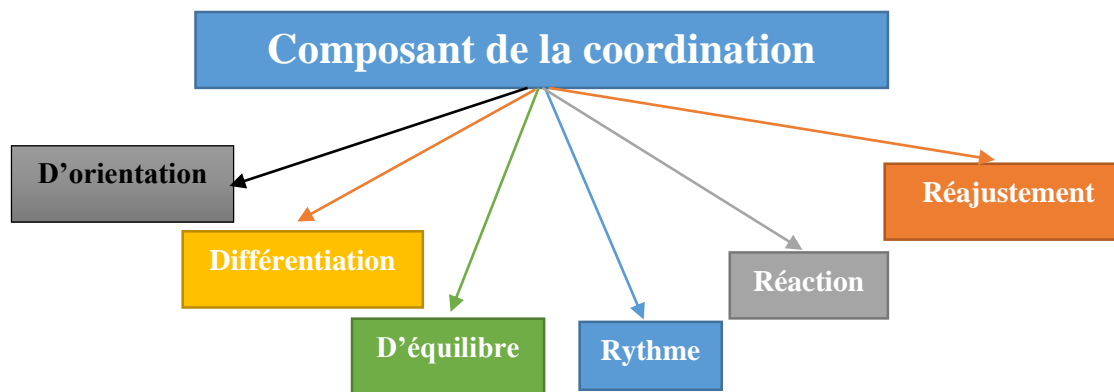 Composant de la coordination
D’orientation
Différentiation
D’équilibre
Rythme
Réaction
Réajustement